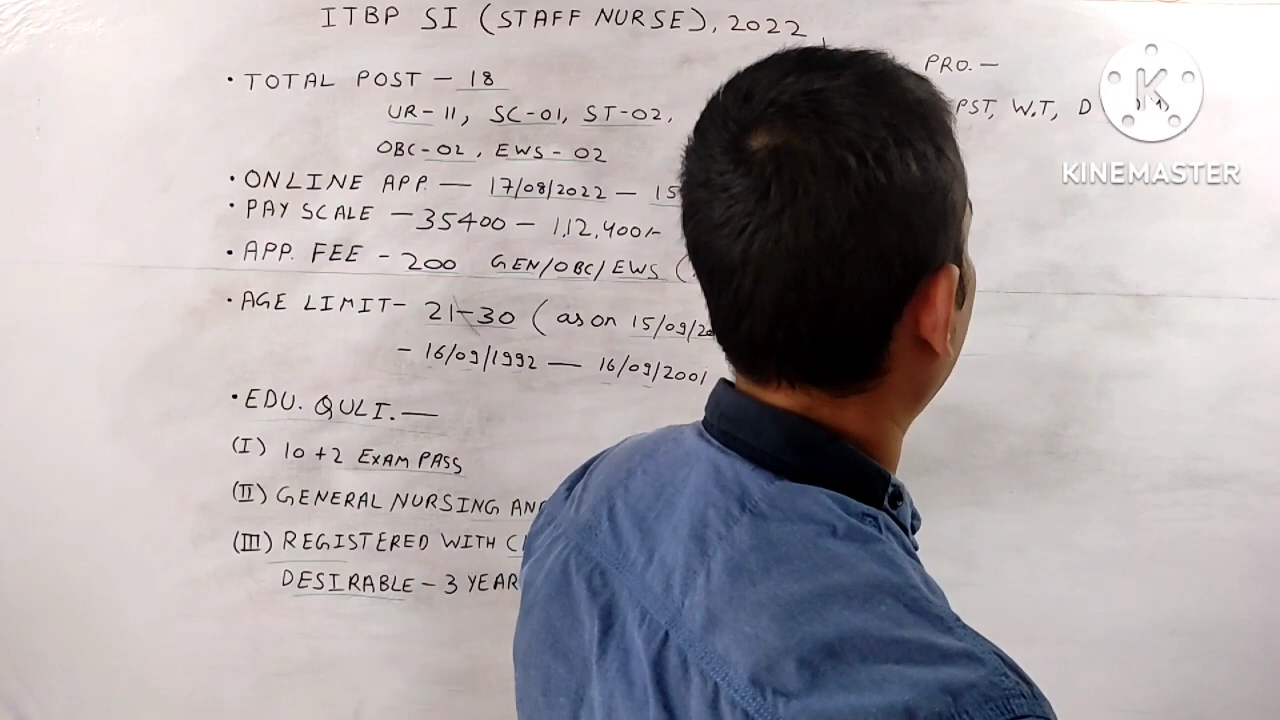 ITBP SI (STAFF NURSE), 2022
• TOTAL POST — 18
UR-11, SC-01, ST-02,
OBC-02, EWS-02
• ONLINE APP. — 17/08/2022 — 15
• PAY SCALE — 35400 — 1,12,400/-
• APP. FEE - 200 GEN/OBC/EWS (
• AGE LIMIT- 21-30 (as on 15/09/20
- 16/09/1992 — 16/09/2001
• EDU. QULI. —
(I) 10+2 EXAM PASS
(II) GENERAL NURSING AND
(III) REGISTERED WITH
DESIRABLE - 3 YEAR
PRO. —
PST, W.T, D
KINEMASTER